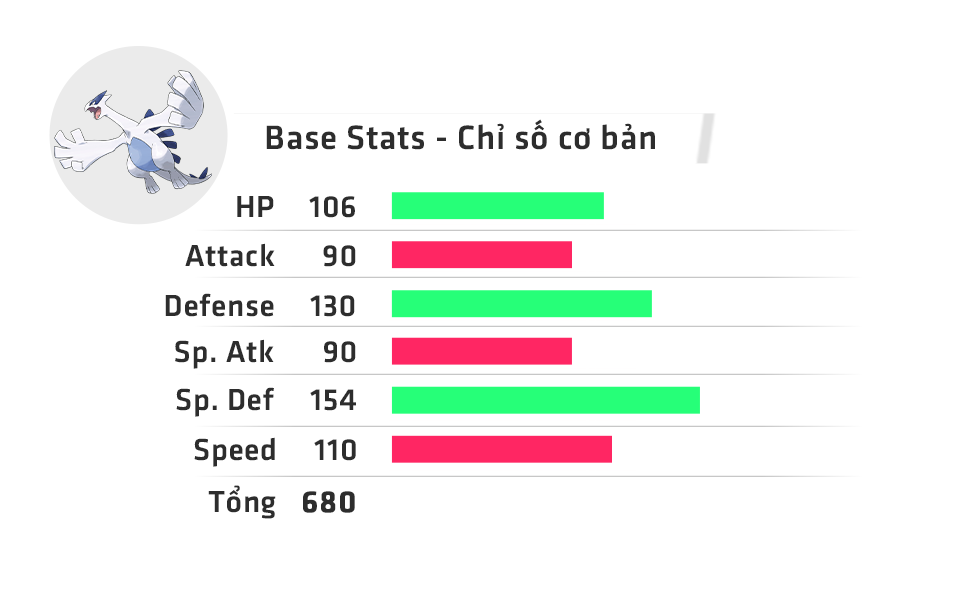 Base Stats - Chỉ số cơ bản
HP 106
Attack 90
Defense 130
Sp. Atk 90
Sp. Def 154
Speed 110
Tổng 680